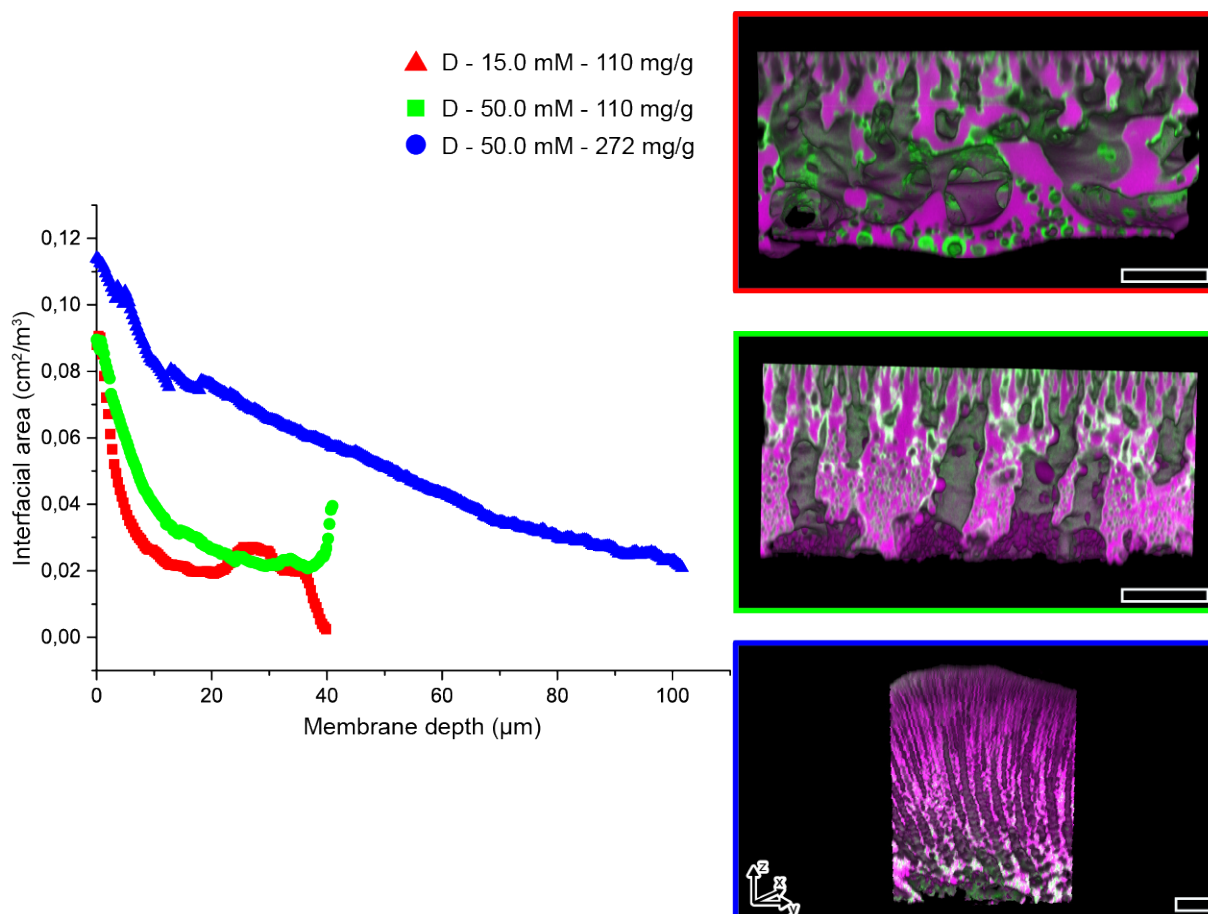 D - 15.0 mM - 110 mg/g
D - 50.0 mM - 110 mg/g
D - 50.0 mM - 272 mg/g
Interfacial area (cm²/m³)
0,12
0,10
0,08
0,06
0,04
0,02
0,00
0 20 40 60 80 100
Membrane depth (µm)
z
x
y